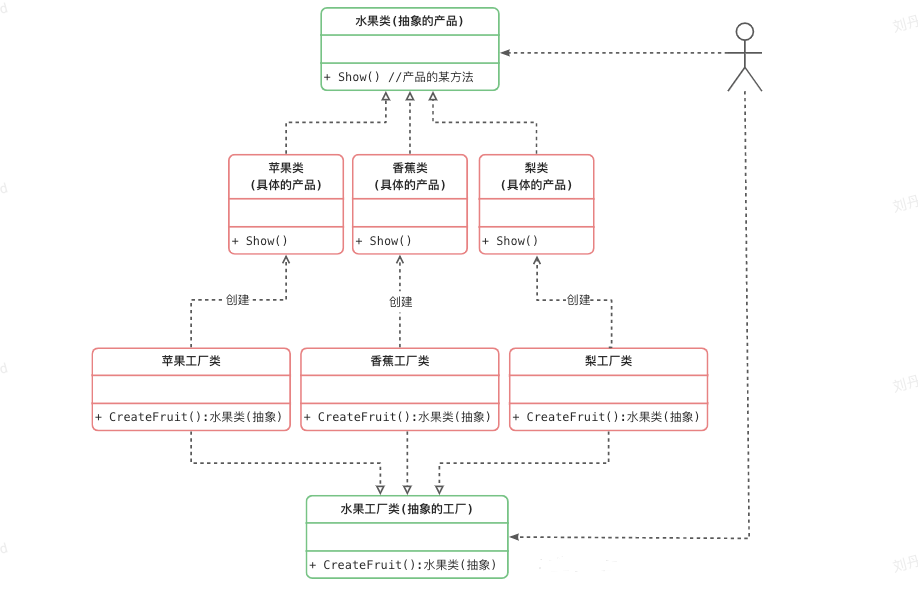 水果类(抽象的产品)
+ Show() //产品的某方法
苹果类
(具体的产品)
+ Show()
香蕉类
(具体的产品)
+ Show()
梨类
(具体的产品)
+ Show()
创建
创建
创建
苹果工厂类
+ CreateFruit():水果类(抽象)
香蕉工厂类
+ CreateFruit():水果类(抽象)
梨工厂类
+ CreateFruit():水果类(抽象)
水果工厂类(抽象的工厂)
+ CreateFruit():水果类(抽象)
刘丹
刘丹
刘丹
刘丹